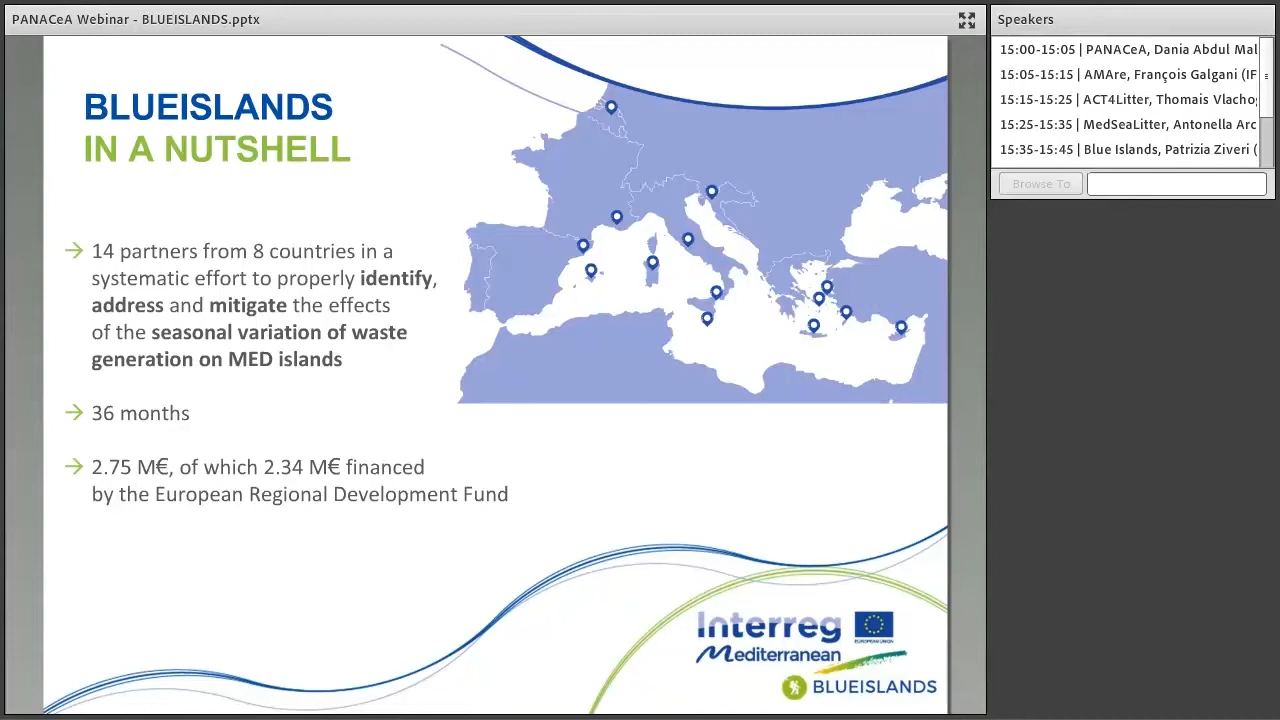 PANACeA Webinar - BLUEISLANDS.pptx
BLUEISLANDS
IN A NUTSHELL
→ 14 partners from 8 countries in a
systematic effort to properly identify,
address and mitigate the effects
of the seasonal variation of waste
generation on MED islands
→ 36 months
→ 2.75 M€, of which 2.34 M€ financed
by the European Regional Development Fund
Interreg
EUROPEAN UNION
Mediterranean
BLUEISLANDS
Speakers
15:00-15:05 | PANACeA, Dania Abdul Mal
15:05-15:15 | AMAre, François Galgani (IF
15:15-15:25 | ACT4Litter, Thomais Vlacho
15:25-15:35 | MedSeaLitter, Antonella Arc
15:35-15:45 | Blue Islands, Patrizia Ziveri (
Browse To